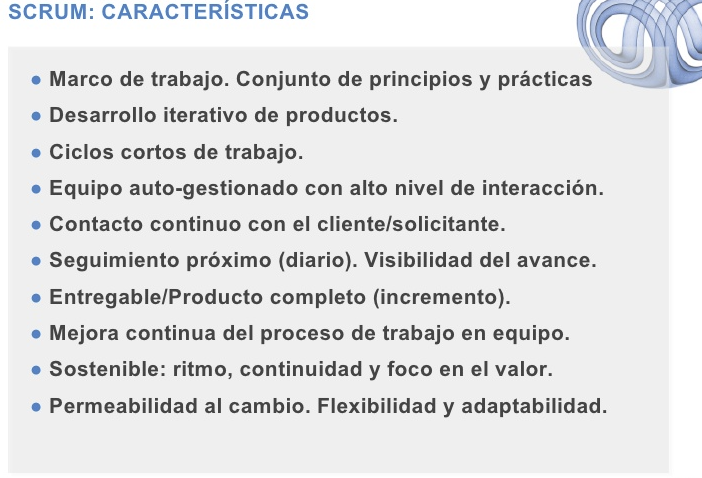 SCRUM: CARACTERÍSTICAS
● Marco de trabajo. Conjunto de principios y prácticas
● Desarrollo iterativo de productos.
● Ciclos cortos de trabajo.
● Equipo auto-gestionado con alto nivel de interacción.
● Contacto continuo con el cliente/solicitante.
● Seguimiento próximo (diario). Visibilidad del avance.
● Entregable/Producto completo (incremento).
● Mejora continua del proceso de trabajo en equipo.
● Sostenible: ritmo, continuidad y foco en el valor.
● Permeabilidad al cambio. Flexibilidad y adaptabilidad.